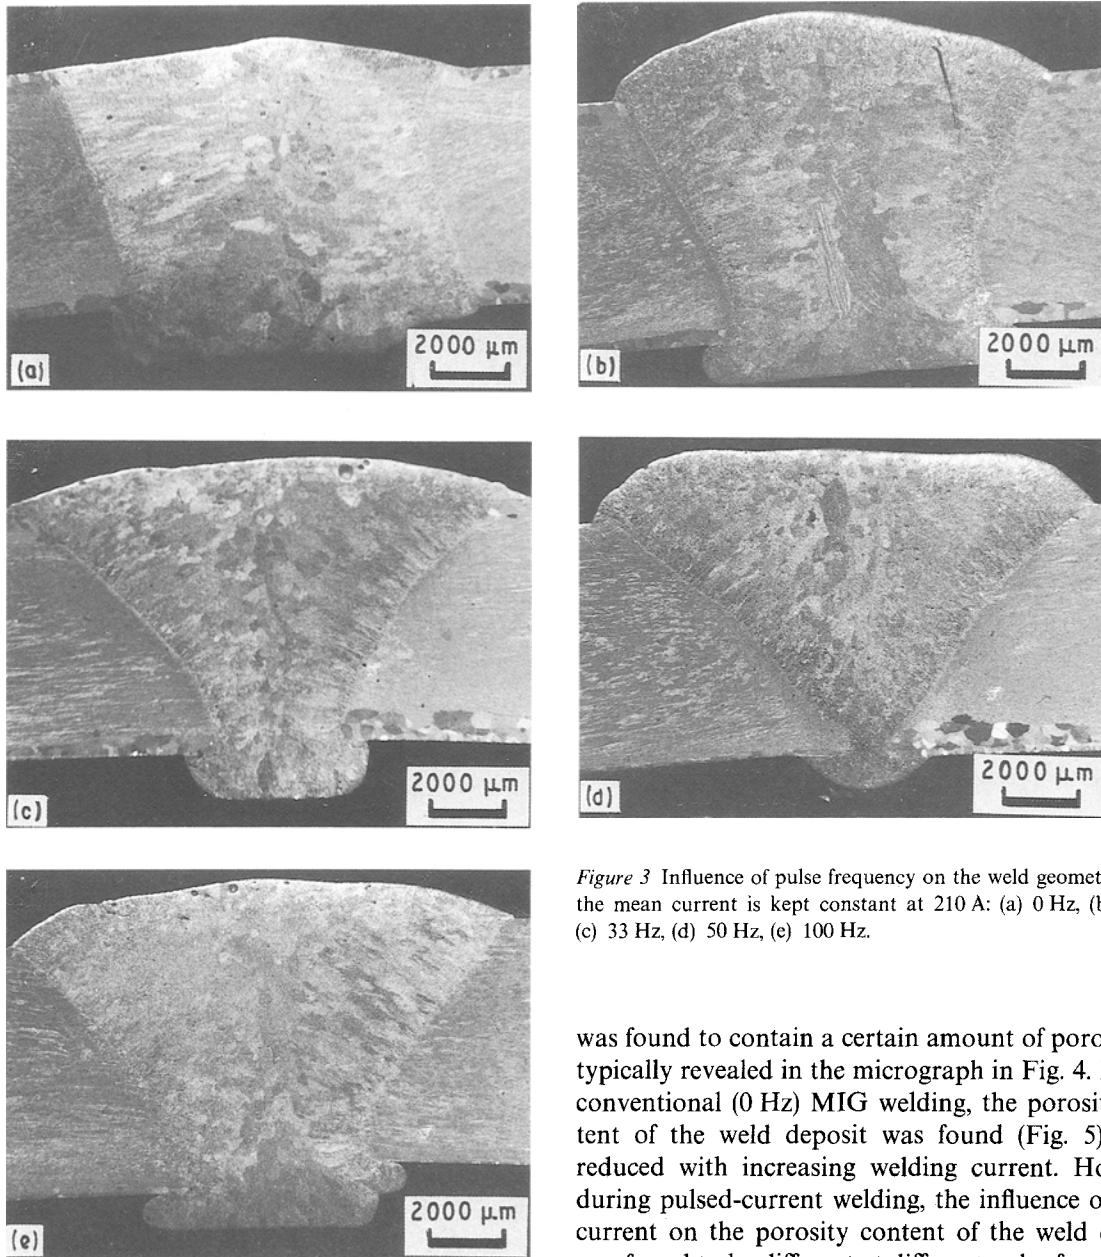 (a)
2000 μm
(b)
2000 μm
(c)
2000 μm
(d)
2000 μm
(e)
2000 μm
Figure 3 Influence of pulse frequency on the weld geomet
the mean current is kept constant at 210 A: (a) 0 Hz, (b
(c) 33 Hz, (d) 50 Hz, (e) 100 Hz.
was found to contain a certain amount of poro
typically revealed in the micrograph in Fig. 4.
conventional (0 Hz) MIG welding, the porosit
tent of the weld deposit was found (Fig. 5)
reduced with increasing welding current. Ho
during pulsed-current welding, the influence o
current on the porosity content of the weld